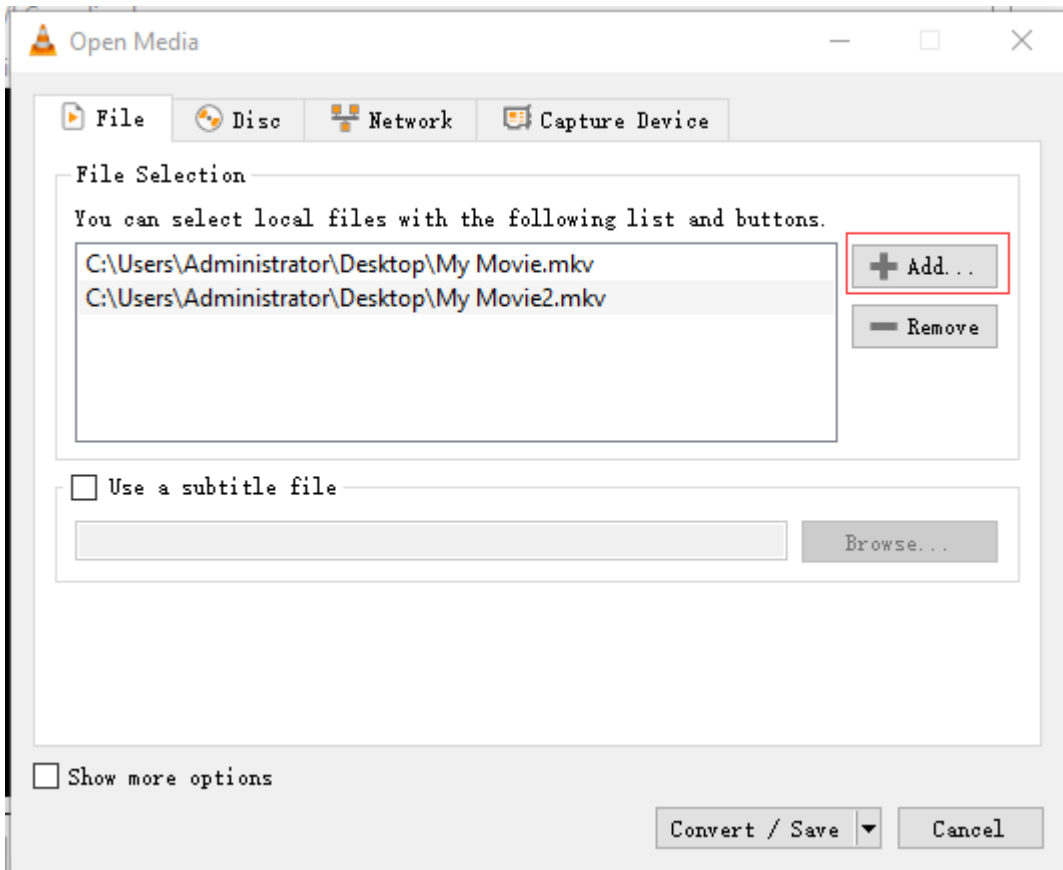 Open Media
File Disc Network Capture Device
File Selection
You can select local files with the following list and buttons.
C:\Users\Administrator\Desktop\My Movie.mkv
Add...
C:\Users\Administrator\Desktop\My Movie2.mkv
Remove
Use a subtitle file
Browse...
Show more options
Convert / Save
Cancel